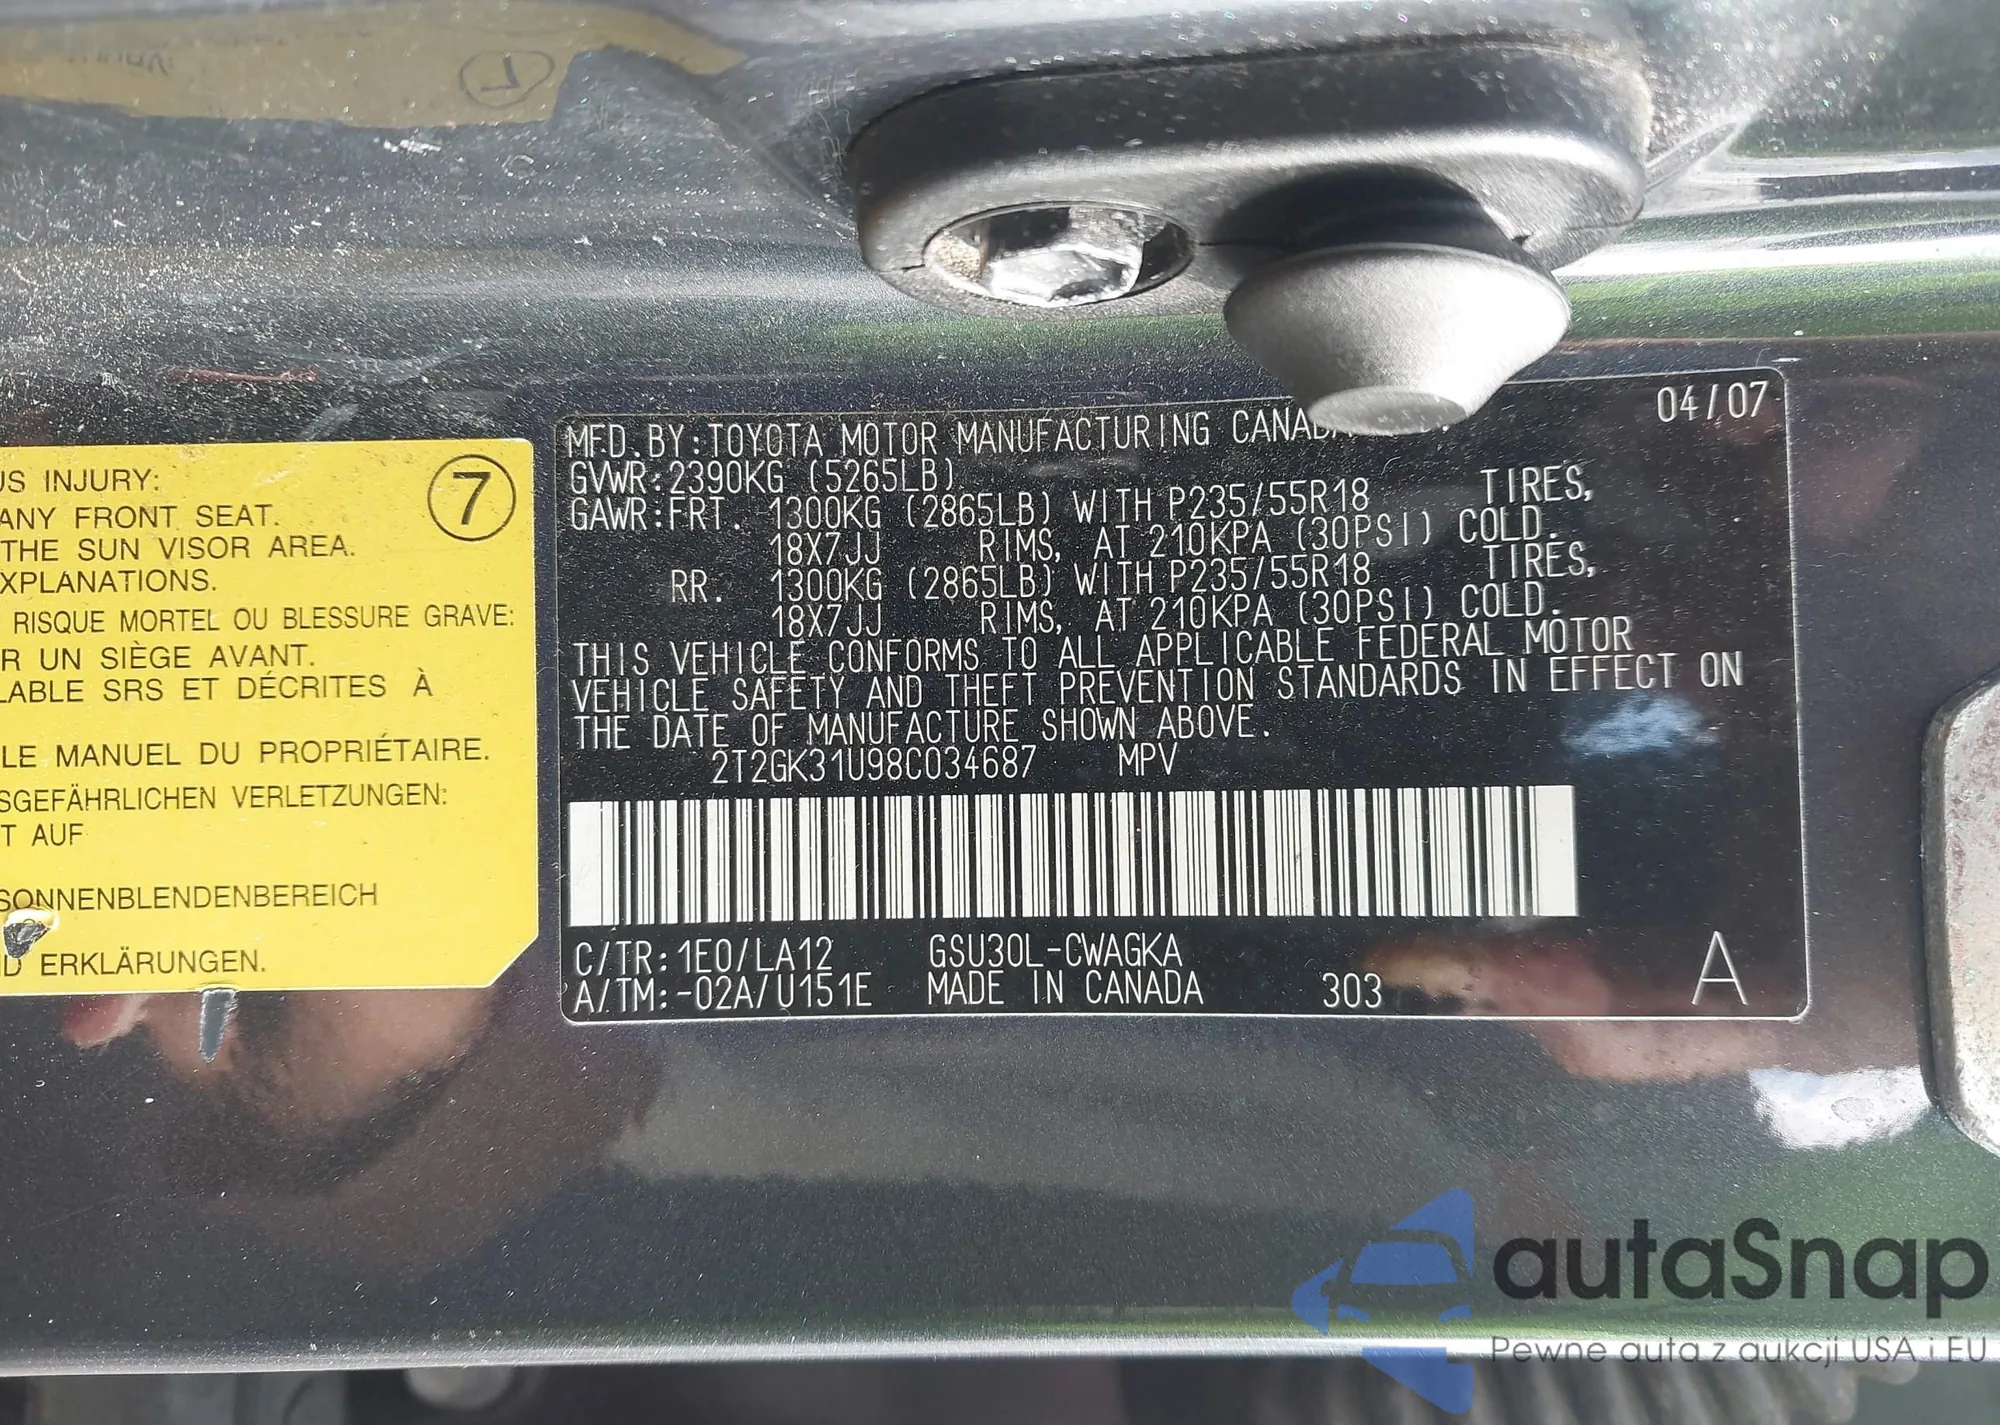 US INJURY:
ANY FRONT SEAT.
THE SUN VISOR AREA.
XPLANATIONS.
RISQUE MORTEL OU BLESSURE GRAVE:
R UN SIÈGE AVANT.
LABLE SRS ET DÉCRITES À
LE MANUEL DU PROPRIÉTAIRE.
SGEFÄHRLICHEN VERLETZUNGEN:
T AUF
SONNENBLENDENBEREICH
D ERKLÄRUNGEN.
7
04/07
MFD. BY: TOYOTA MOTOR MANUFACTURING
GVWR: 2390KG (5265LB)
GAWR: FRT. 1300KG (2865LB) WITH P235/55R18 TIRES,
18X7JJ RIMS, AT 210KPA (30PSI) COLD.
RR. 1300KG (2865LB) WITH P235/55R18 TIRES,
18X7JJ RIMS, AT 210KPA (30PSI) COLD.
THIS VEHICLE CONFORMS TO ALL APPLICABLE FEDERAL MOTOR
VEHICLE SAFETY AND THEFT PREVENTION STANDARDS IN EFFECT ON
THE DATE OF MANUFACTURE SHOWN ABOVE.
2T2GK31U98C034687 MPV
C/TR: 1E0/LA12 GSU30L-CWAGKA
A/TM: -02A/U151E MADE IN CANADA 303 A
autaSnap
Pewne auta z aukcji USA i EU